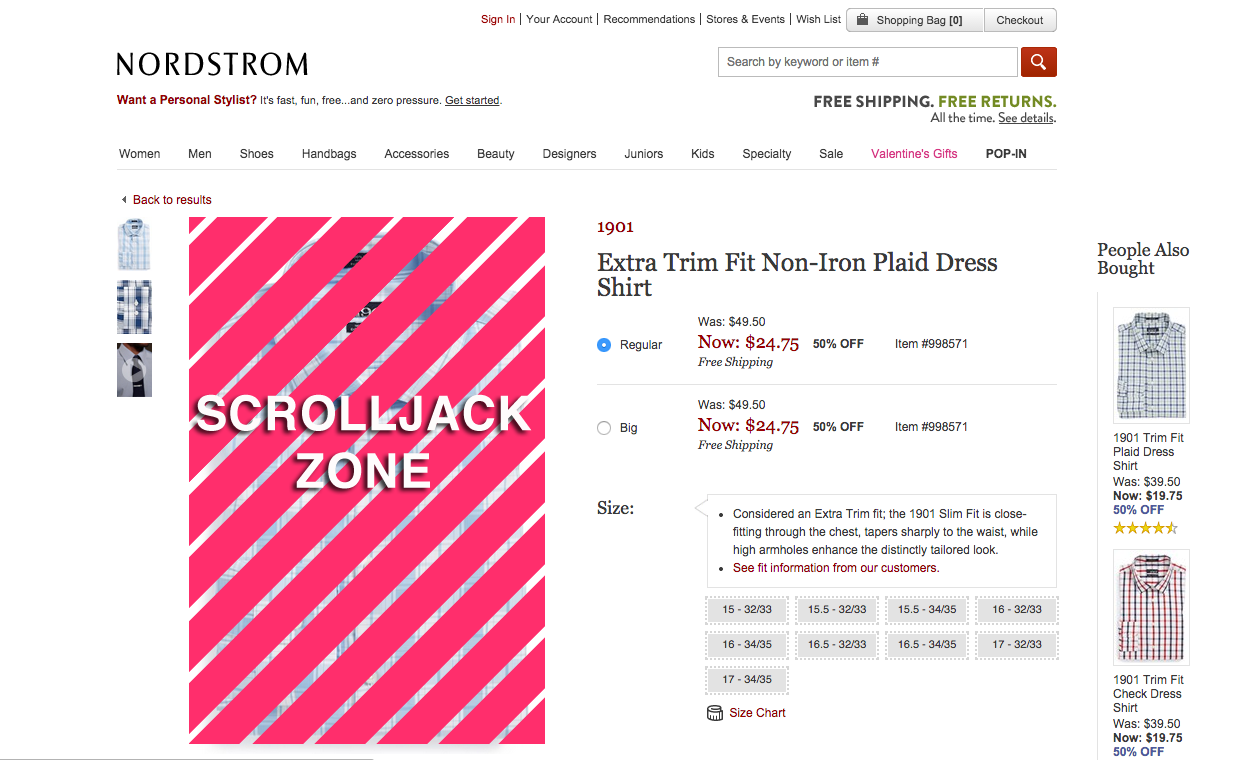 Sign In | Your Account | Recommendations | Stores & Events | Wish List
Shopping Bag [0]
Checkout
NORDSTROM
Search by keyword or item #
Want a Personal Stylist? It's fast, fun, free...and zero pressure. Get started.
FREE SHIPPING. FREE RETURNS.
All the time. See details.
Women Men Shoes Handbags Accessories Beauty Designers Juniors Kids Specialty Sale Valentine's Gifts POP-IN
Back to results
SCROLLJACK
ZONE
1901
Extra Trim Fit Non-Iron Plaid Dress
Shirt
Regular
Was: $49.50
Now: $24.75 50% OFF Item #998571
Free Shipping
Big
Was: $49.50
Now: $24.75 50% OFF Item #998571
Free Shipping
Size:
• Considered an Extra Trim fit; the 1901 Slim Fit is close-
fitting through the chest, tapers sharply to the waist, while
high armholes enhance the distinctly tailored look.
• See fit information from our customers.
15 - 32/33 15.5 - 32/33 15.5 - 34/35 16 - 32/33
16 - 34/35 16.5 - 32/33 16.5 - 34/35 17 - 32/33
17 - 34/35
Size Chart
People Also
Bought
1901 Trim Fit
Plaid Dress
Shirt
Was: $39.50
Now: $19.75
50% OFF
1901 Trim Fit
Check Dress
Shirt
Was: $39.50
Now: $19.75
50% OFF